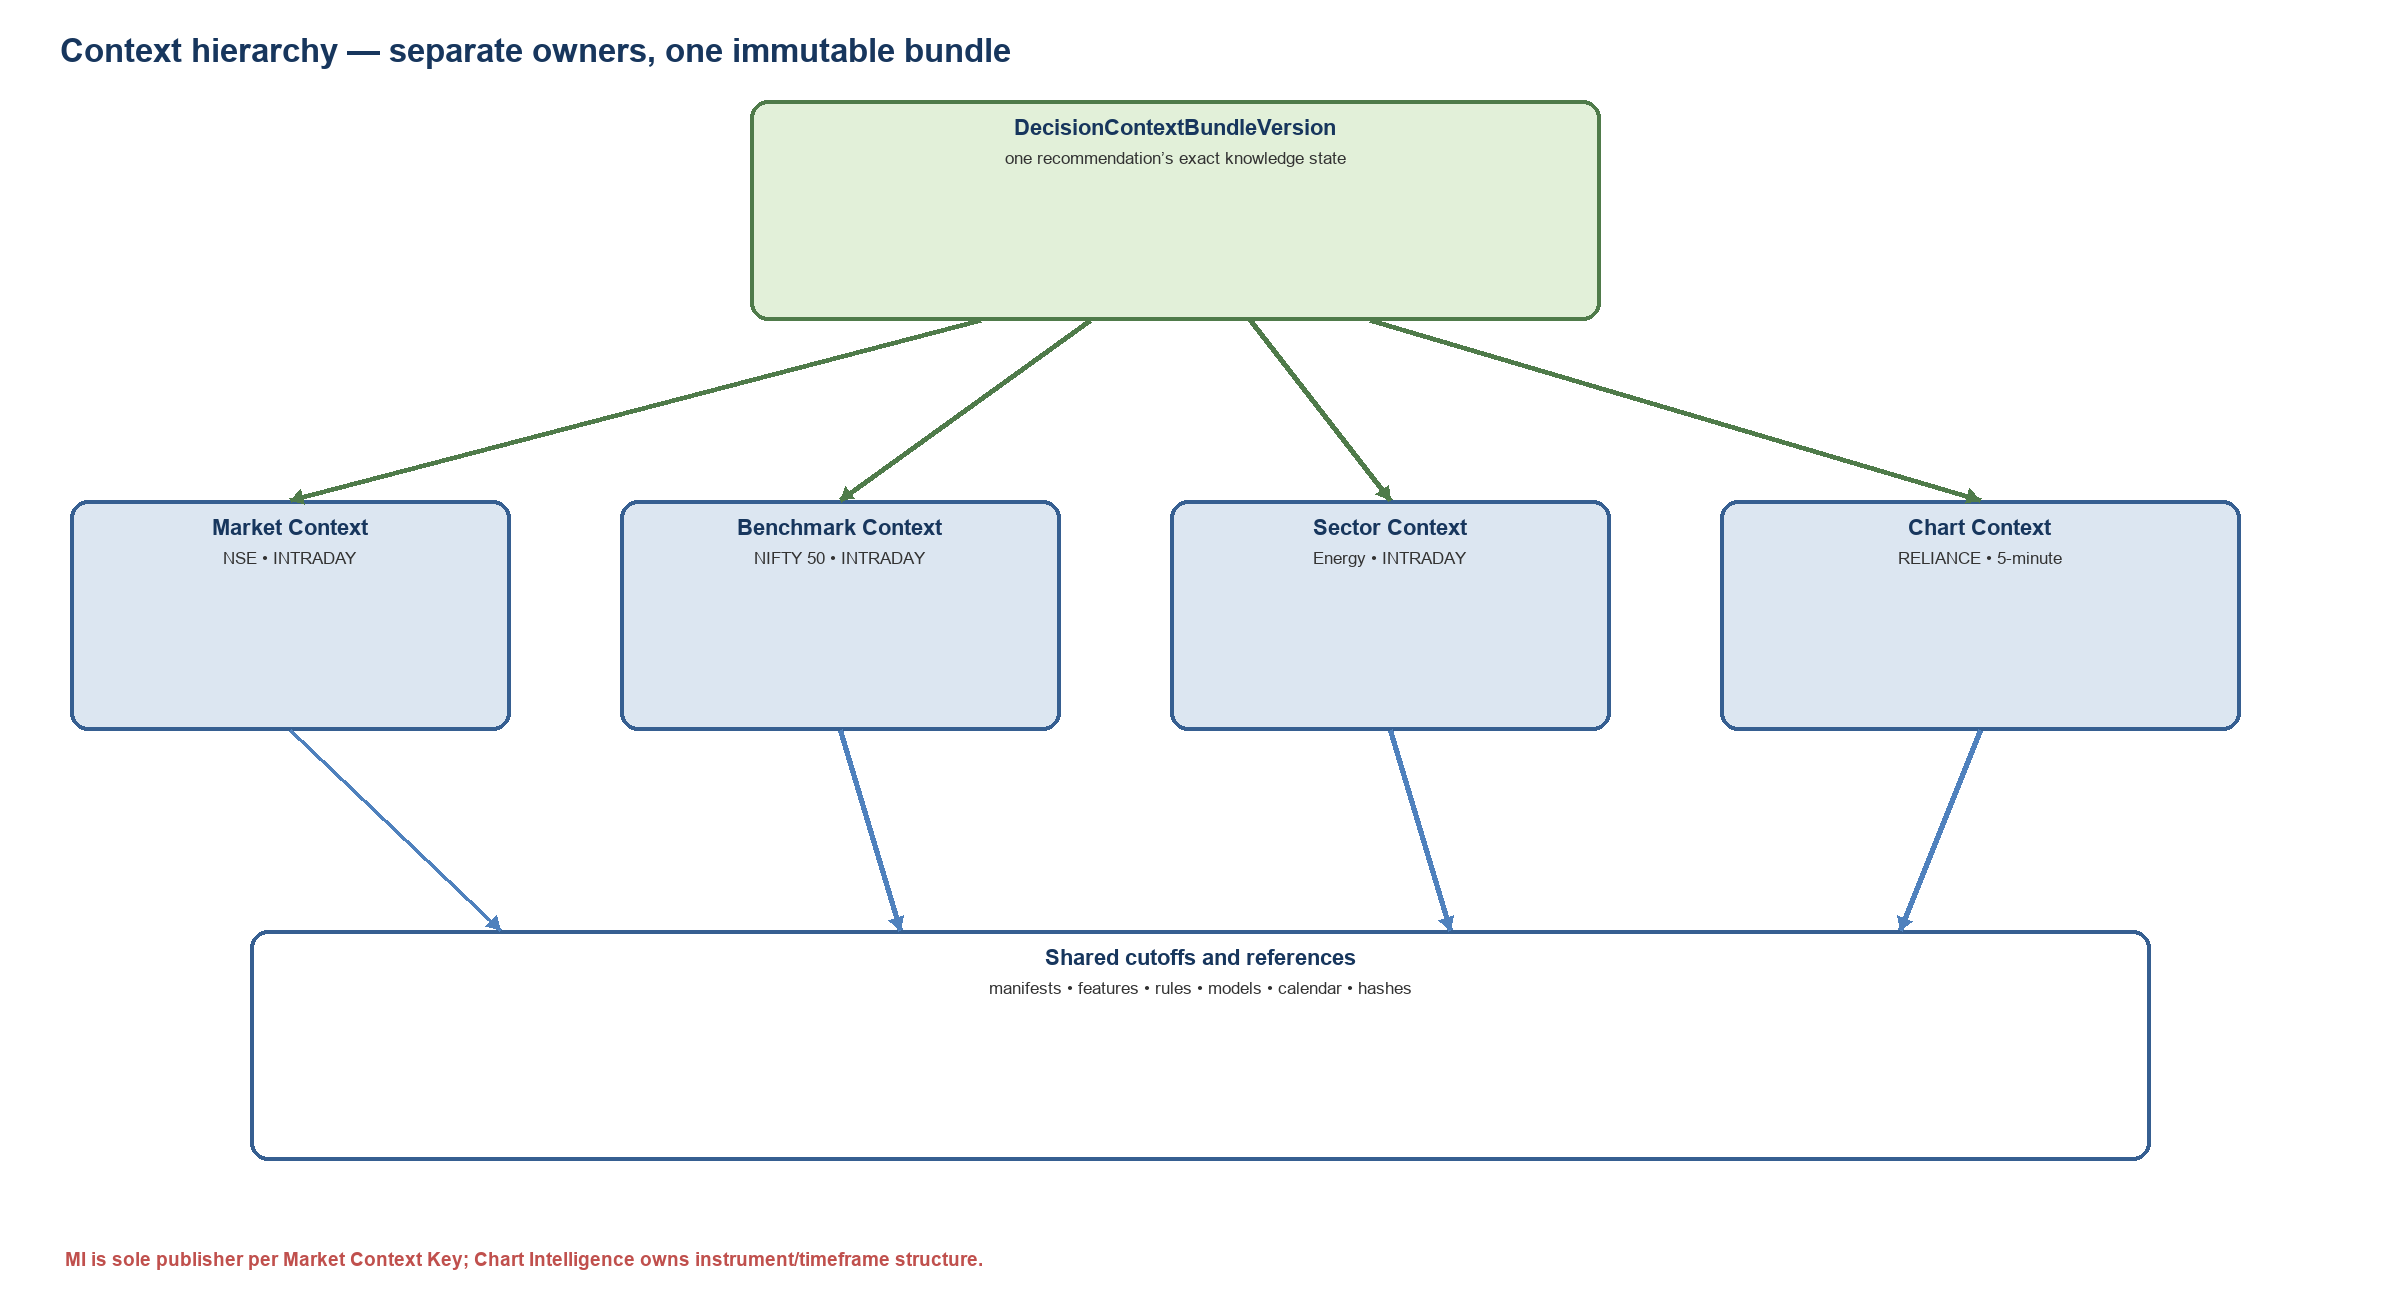 Context hierarchy — separate owners, one immutable bundle
DecisionContextBundleVersion
one recommendation’s exact knowledge state
Market Context
NSE • INTRADAY
Benchmark Context
NIFTY 50 • INTRADAY
Sector Context
Energy • INTRADAY
Chart Context
RELIANCE • 5-minute
Shared cutoffs and references
manifests • features • rules • models • calendar • hashes
MI is sole publisher per Market Context Key; Chart Intelligence owns instrument/timeframe structure.